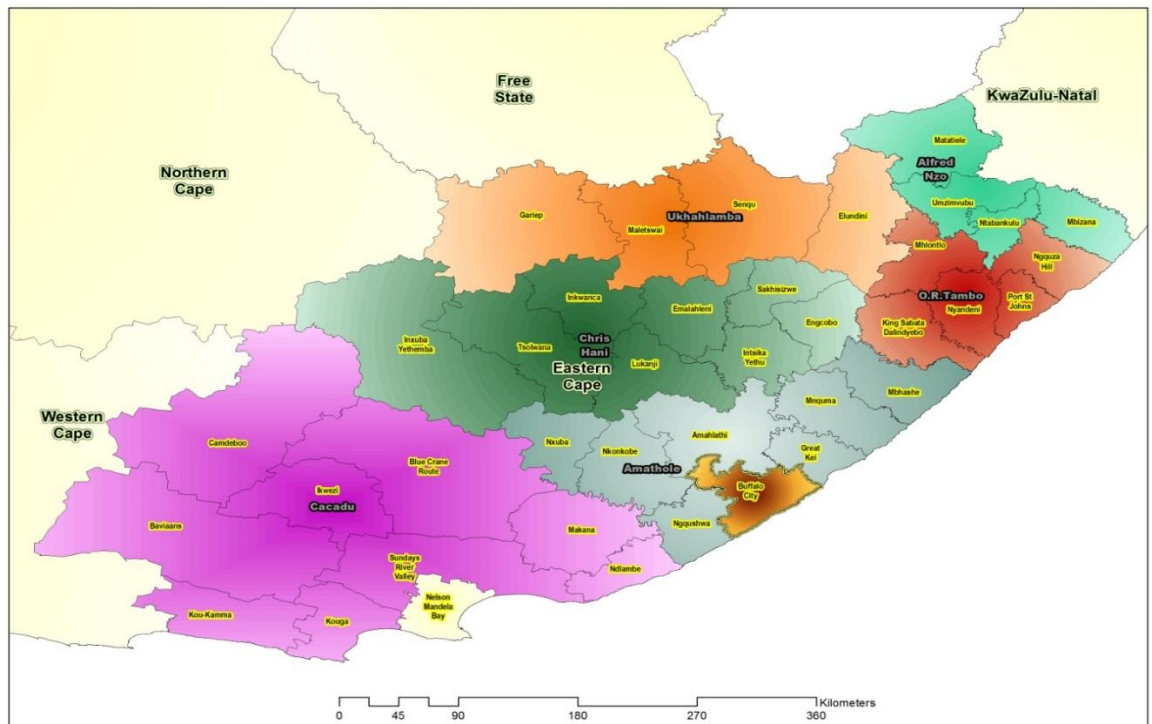 Free
State
KwaZulu-Natal
Northern
Cape
Matatiele
Alfred
Nzo
Umzimvubu
Ntabankulu
Mbizana
Gariep
Maletswai
Ukhahlamba
Senqu
Elundini
Mhlontlo
Ngquza
Hill
O.R.Tambo
Port St
Johns
King Sabata
Dalindyebo
Nyandeni
Inkwanca
Emalahleni
Sakhisizwe
Engcobo
Inxuba
Yethemba
Tsolwana
Chris
Hani
Eastern
Cape
Lukanji
Intsika
Yethu
Mnquma
Mbhashe
Western
Cape
Camdeboo
Blue Crane
Route
Nxuba
Nkonkobe
Amahlathi
Great
Kei
Amathole
Buffalo
City
Ikwezi
Cacadu
Baviaans
Makana
Ngqushwa
Sundays
River
Valley
Ndlambe
Nelson
Mandela
Bay
Kou-Kamma
Kouga
Kilometers
0 45 90 180 270 360